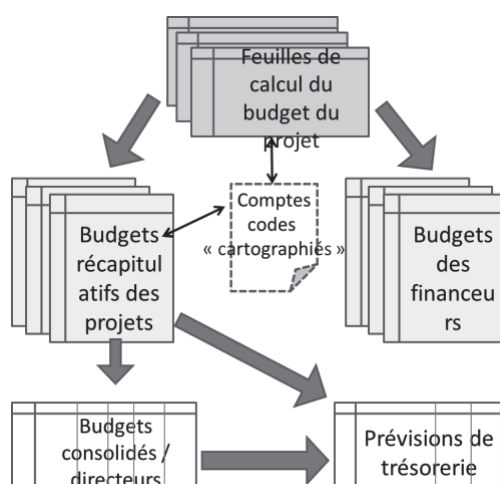 Feuilles de
calcul du
budget du
projet
Comptes
codes
« cartographiés »
Budgets
récapitul
atifs des
projets
Budgets
des
financeu
rs
Budgets
consolidés /
directeurs
Prévisions de
trésorerie